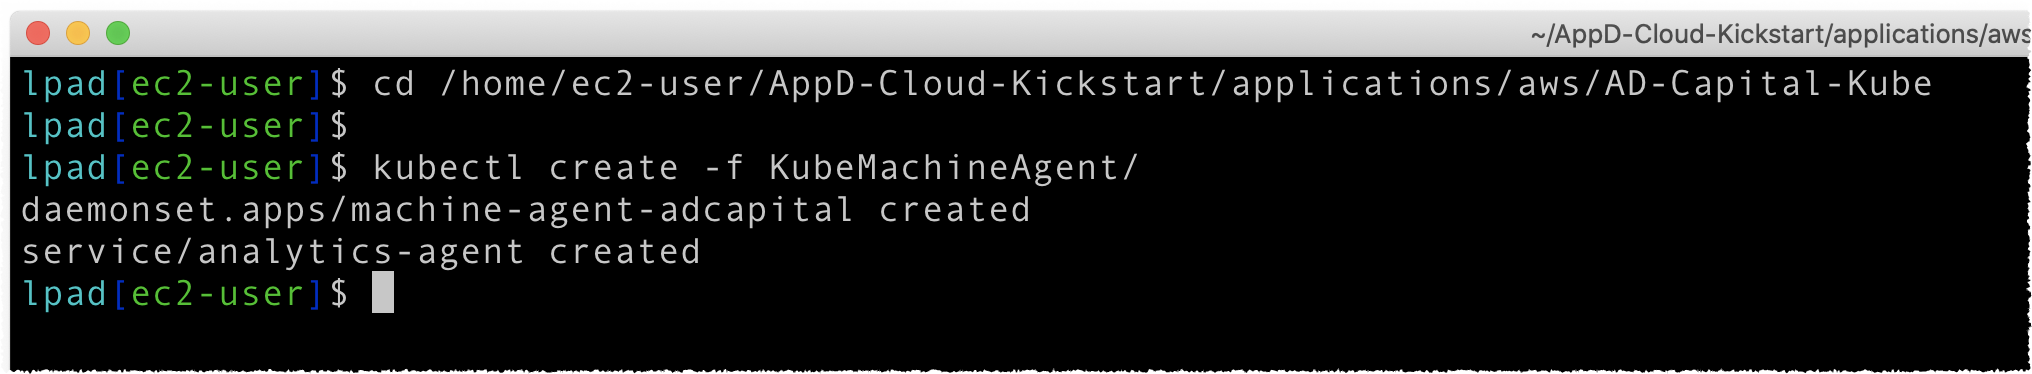 ~/AppD-Cloud-Kickstart/applications/aws
lpad[ec2-user]$ cd /home/ec2-user/AppD-Cloud-Kickstart/applications/aws/AD-Capital-Kube
lpad[ec2-user]$
lpad[ec2-user]$ kubectl create -f KubeMachineAgent/
daemonset.apps/machine-agent-adcapital created
service/analytics-agent created
lpad[ec2-user]$